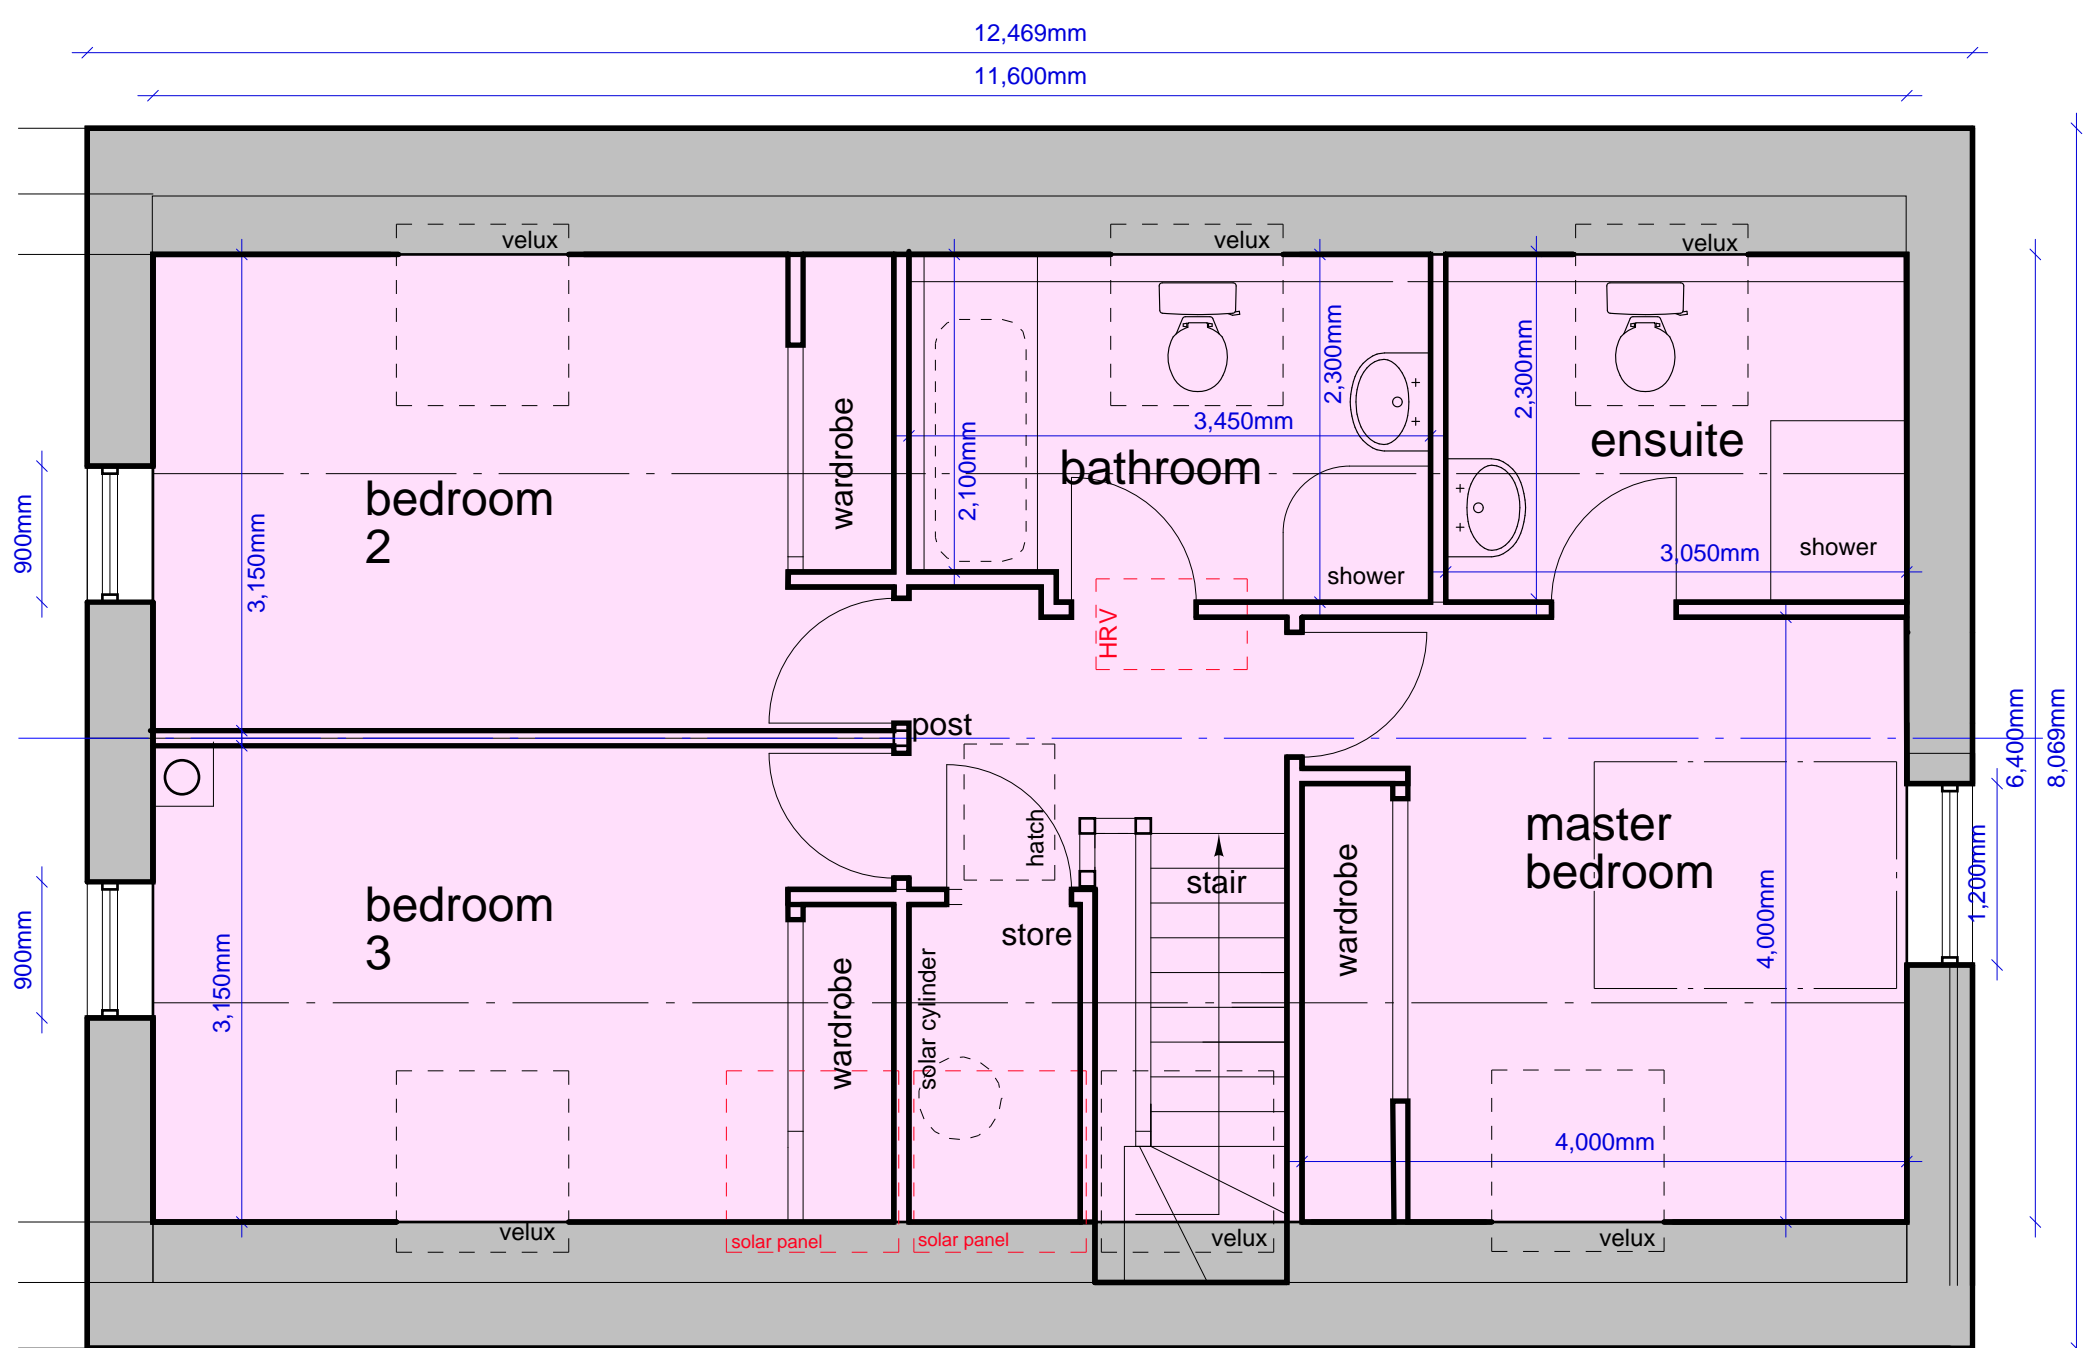 12,469mm
11,600mm
velux
velux
velux
2,300mm
2,300mm
wardrobe
3,450mm
2,100mm
bathroom
ensuite
bedroom
2
900mm
3,150mm
shower
3,050mm
shower
HRV
post
6,400mm
8,069mm
hatch
master
bedroom
1,200mm
stair
wardrobe
4,000mm
bedroom
3
900mm
3,150mm
store
solar cylinder
wardrobe
4,000mm
velux
solar panel
solar panel
velux
velux